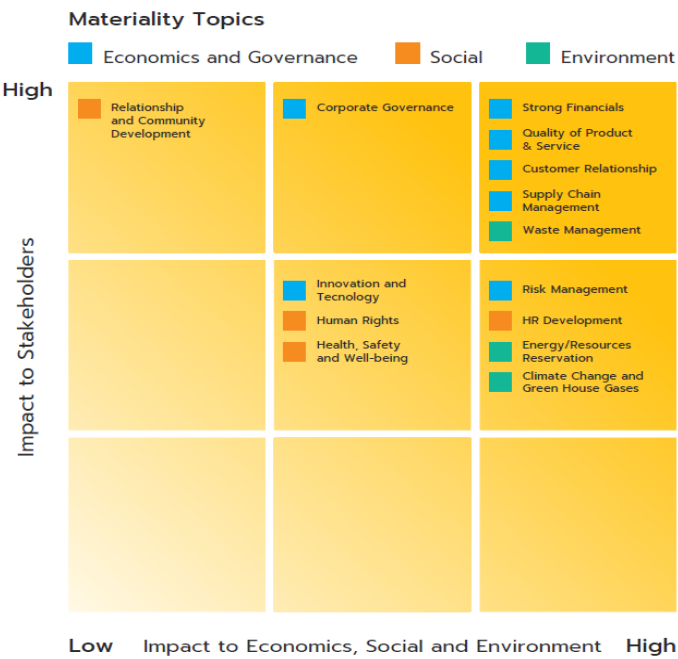 Materiality Topics
Economics and Governance
Social
Environment
High
Relationship
and Community
Development
Corporate Governance
Strong Financials
Quality of Product
& Service
Customer Relationship
Supply Chain
Management
Waste Management
Impact to Stakeholders
Innovation and
Tecnology
Human Rights
Health, Safety
and Well-being
Risk Management
HR Development
Energy/Resources
Reservation
Climate Change and
Green House Gases
Low
Impact to Economics, Social and Environment
High